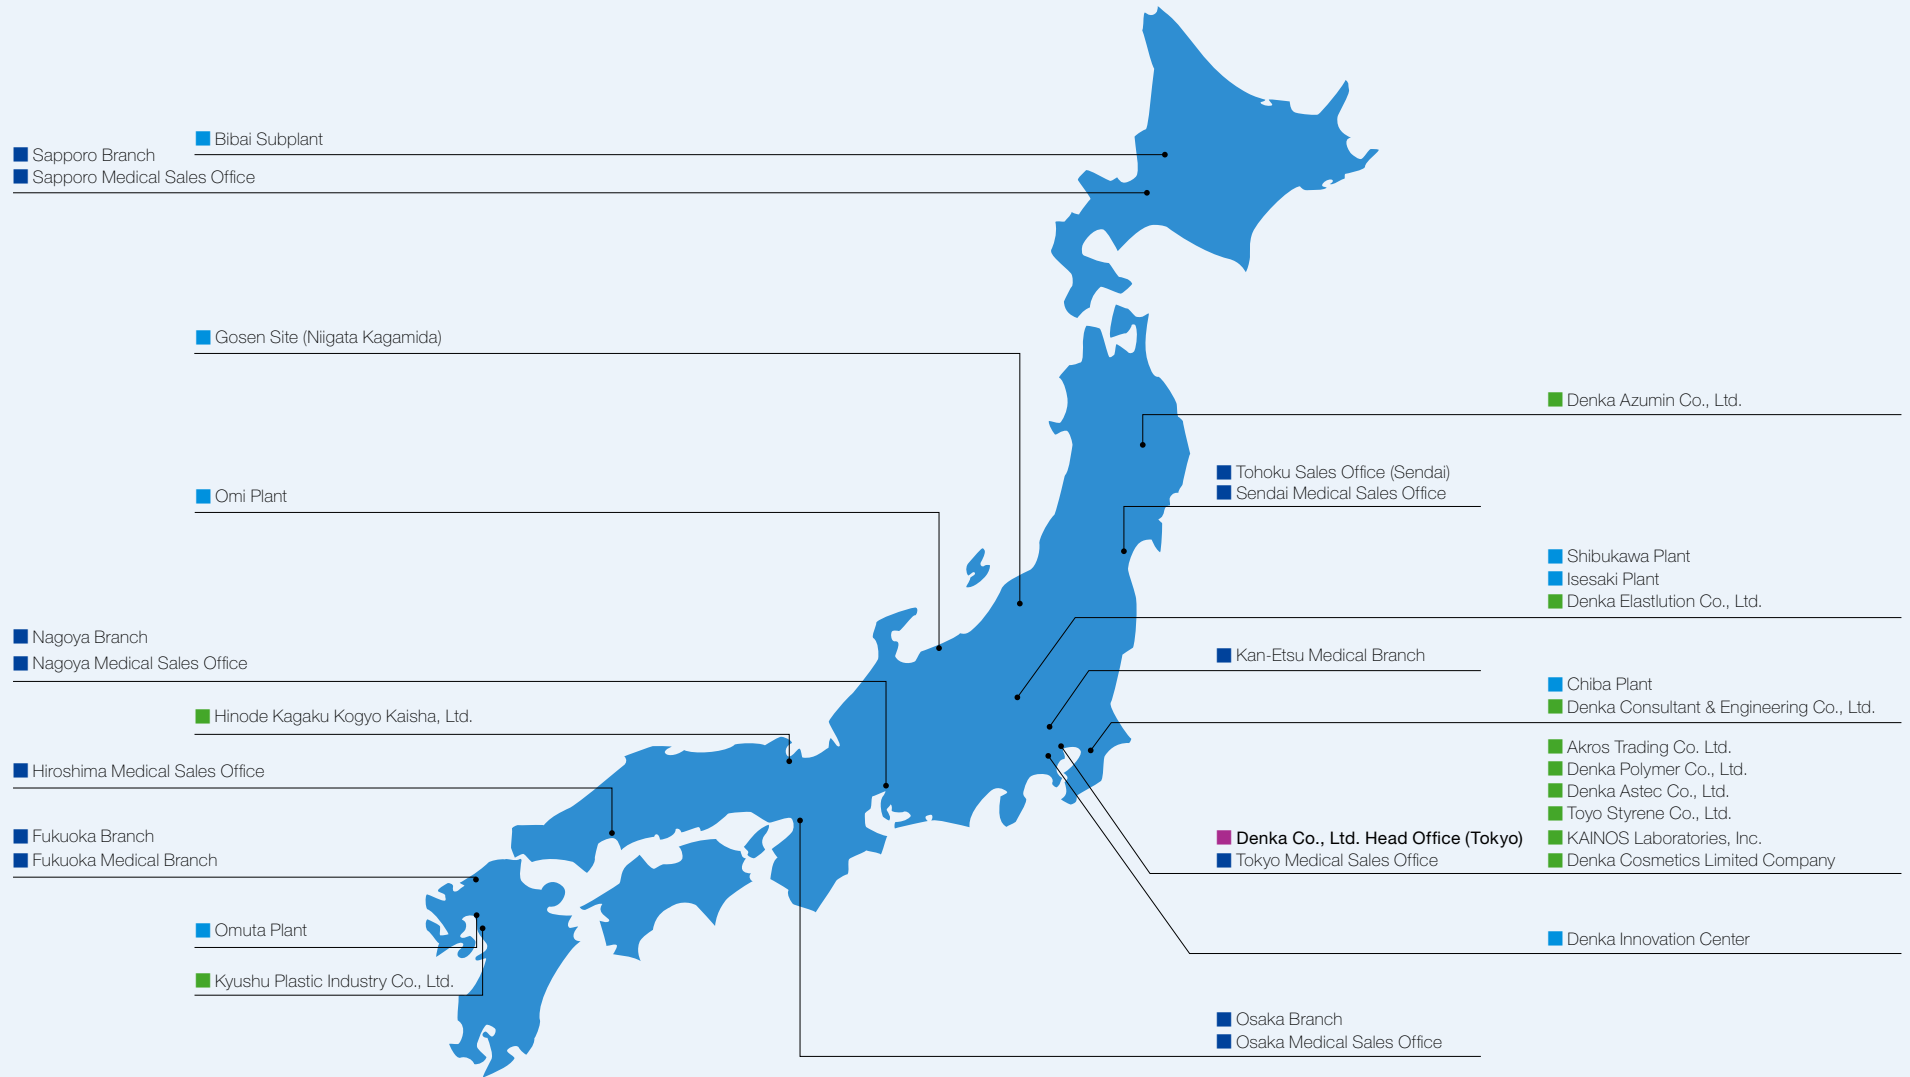 Bibai Subplant
Sapporo Branch
Sapporo Medical Sales Office
Gosen Site (Niigata Kagamida)
Omi Plant
Nagoya Branch
Nagoya Medical Sales Office
Hinode Kagaku Kogyo Kaisha, Ltd.
Hiroshima Medical Sales Office
Fukuoka Branch
Fukuoka Medical Branch
Omuta Plant
Kyushu Plastic Industry Co., Ltd.
Denka Azumin Co., Ltd.
Tohoku Sales Office (Sendai)
Sendai Medical Sales Office
Shibukawa Plant
Isesaki Plant
Denka Elastlution Co., Ltd.
Kan-Etsu Medical Branch
Chiba Plant
Denka Consultant & Engineering Co., Ltd.
Akros Trading Co. Ltd.
Denka Polymer Co., Ltd.
Denka Astec Co., Ltd.
Toyo Styrene Co., Ltd.
Denka Co., Ltd. Head Office (Tokyo)
KAINOS Laboratories, Inc.
Tokyo Medical Sales Office
Denka Cosmetics Limited Company
Denka Innovation Center
Osaka Branch
Osaka Medical Sales Office